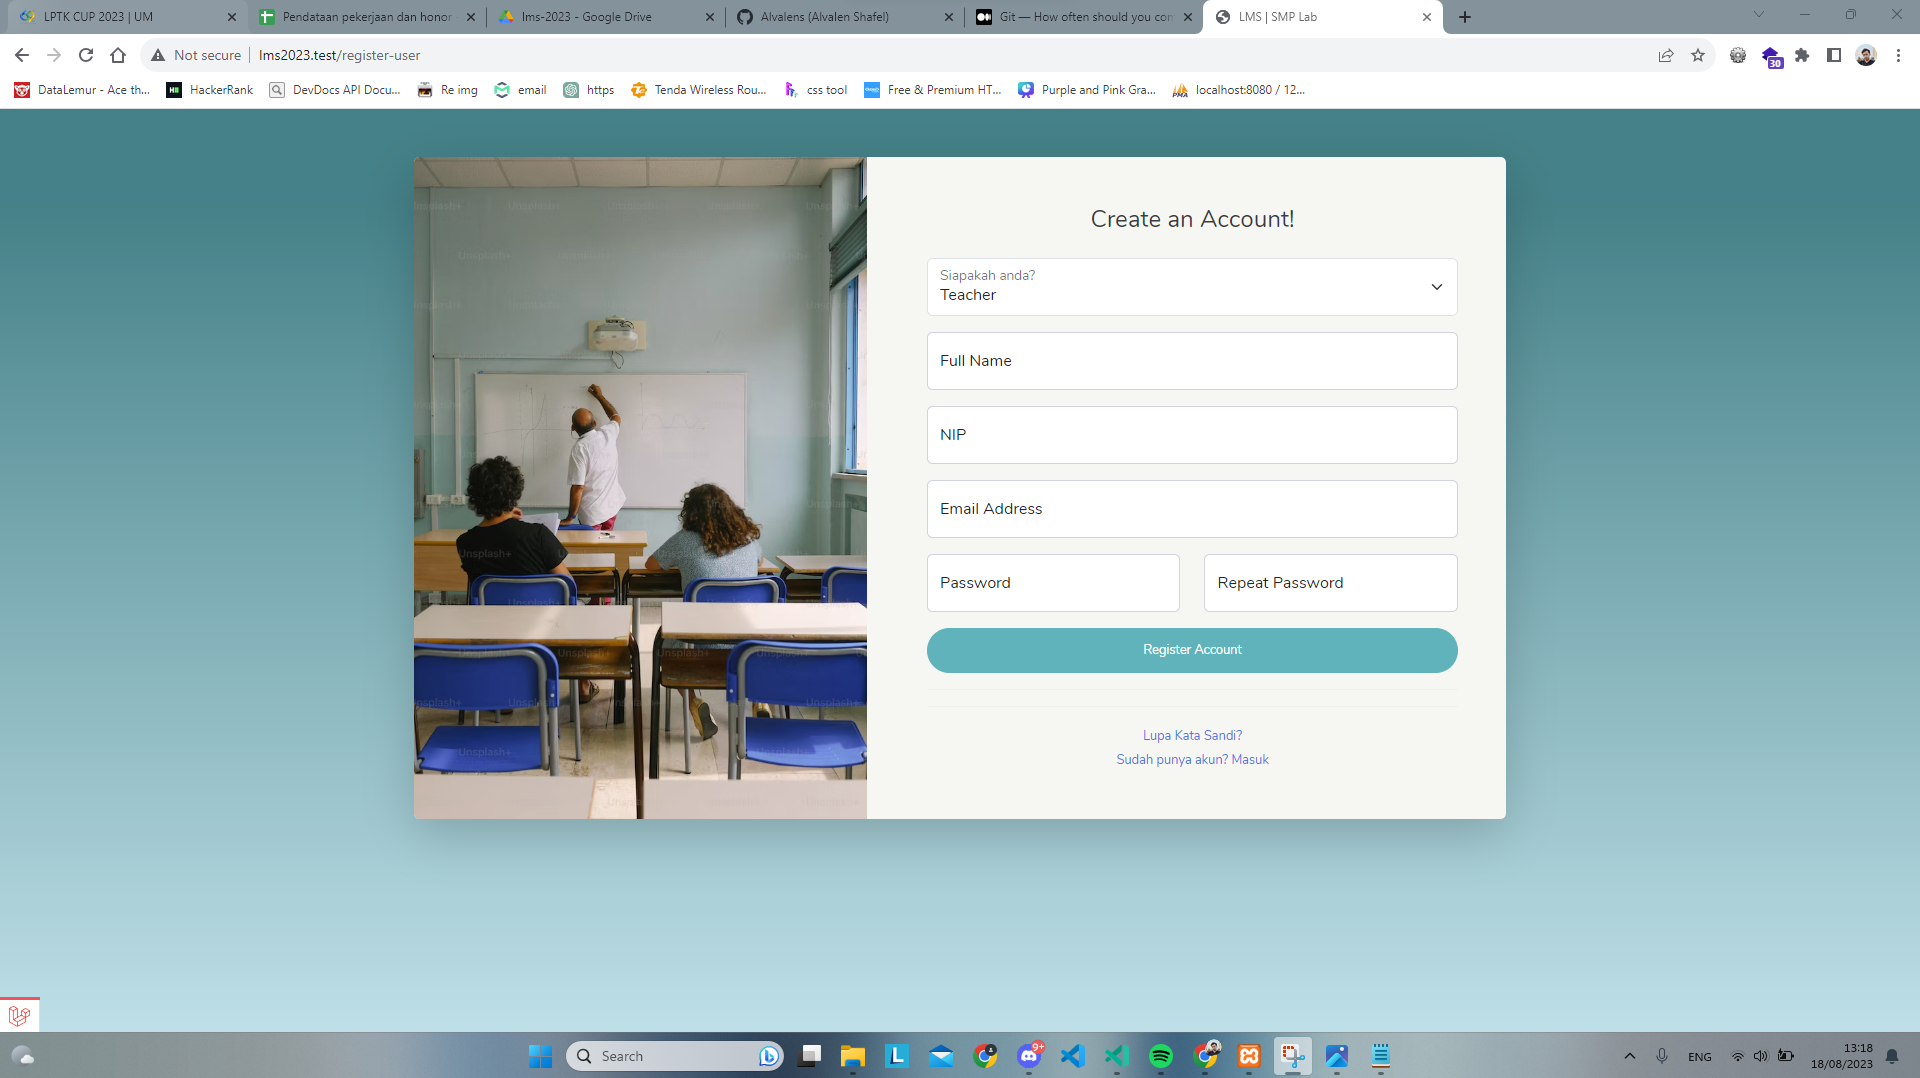 LPTK CUP 2023 | UM
Pendataan pekerjaan dan honor
lms-2023 - Google Drive
Alvalens (Alvalen Shafel)
Git — How often should you com
LMS | SMP Lab
Not secure
lms2023.test/register-user
30
DataLemur - Ace th...
HackerRank
DevDocs API Docu...
Re img
email
https
Tenda Wireless Rou...
css tool
Free & Premium HT...
Purple and Pink Gra...
localhost:8080 / 12...
Create an Account!
Siapakah anda?
Teacher
Full Name
NIP
Email Address
Password
Repeat Password
Register Account
Lupa Kata Sandi?
Sudah punya akun? Masuk
Unsplash+
Search
9+
ENG
13:18
18/08/2023